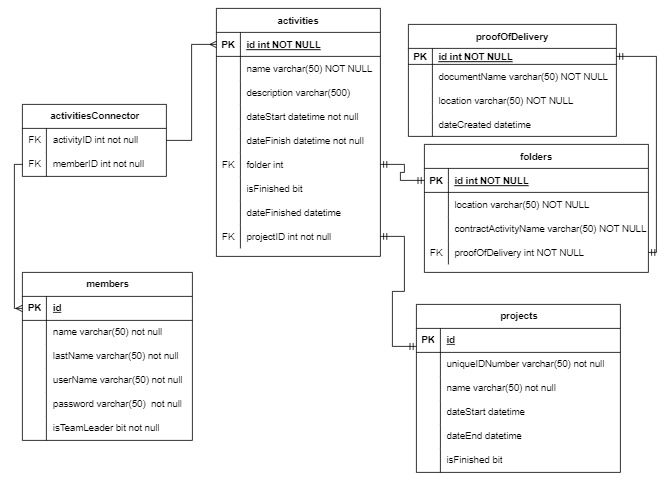 activities
PK id int NOT NULL
name varchar(50) NOT NULL
description varchar(500)
dateStart datetime not null
dateFinish datetime not null
FK folder int
isFinished bit
dateFinished datetime
FK projectID int not null
proofOfDelivery
PK id int NOT NULL
documentName varchar(50) NOT NULL
location varchar(50) NOT NULL
dateCreated datetime
activitiesConnector
FK activityID int not null
FK memberID int not null
folders
PK id int NOT NULL
location varchar(50) NOT NULL
contractActivityName varchar(50) NOT NULL
FK proofOfDelivery int NOT NULL
members
PK id
name varchar(50) not null
lastName varchar(50) not null
userName varchar(50) not null
password varchar(50)  not null
isTeamLeader bit not null
projects
PK id
uniqueIDNumber varchar(50) not null
name varchar(50) not null
dateStart datetime
dateEnd datetime
isFinished bit